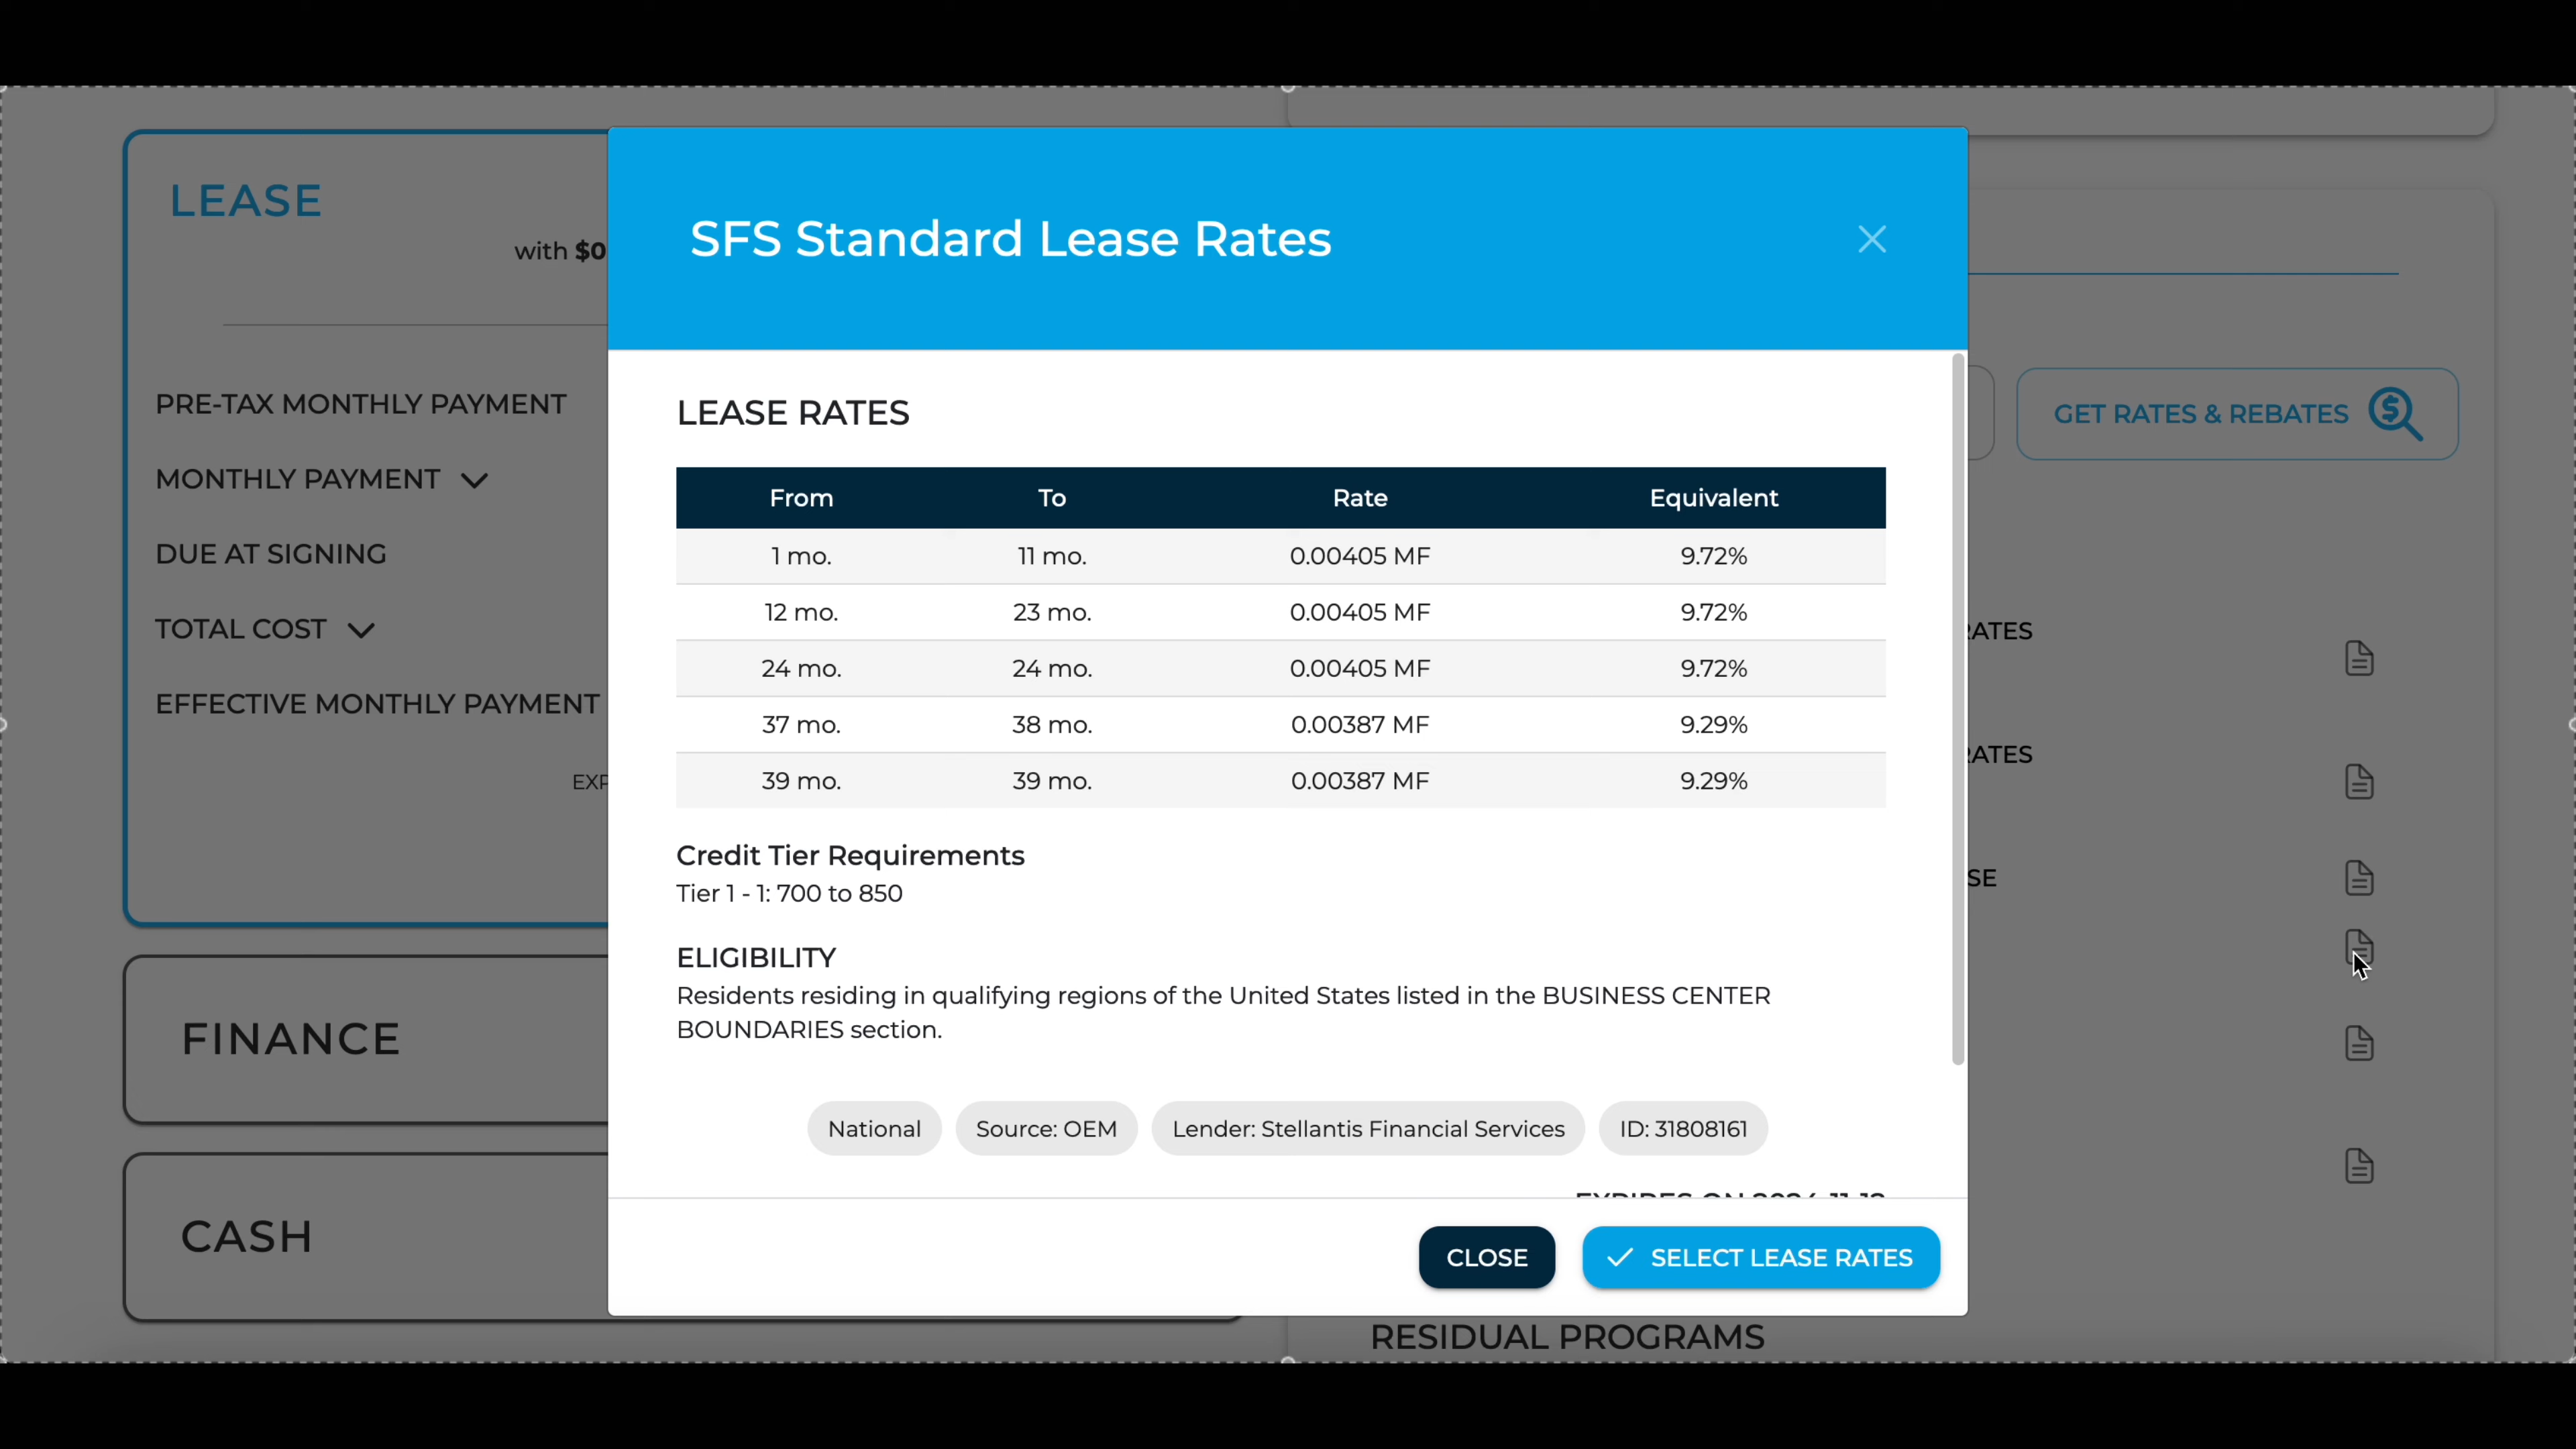 LEASE
with $0
PRE-TAX MONTHLY PAYMENT
MONTHLY PAYMENT
DUE AT SIGNING
TOTAL COST
EFFECTIVE MONTHLY PAYMENT
FINANCE
CASH
SFS Standard Lease Rates
LEASE RATES
From To Rate Equivalent
1 mo. 11 mo. 0.00405 MF 9.72%
12 mo. 23 mo. 0.00405 MF 9.72%
24 mo. 24 mo. 0.00405 MF 9.72%
37 mo. 38 mo. 0.00387 MF 9.29%
39 mo. 39 mo. 0.00387 MF 9.29%
Credit Tier Requirements
Tier 1 - 1: 700 to 850
ELIGIBILITY
Residents residing in qualifying regions of the United States listed in the BUSINESS CENTER
BOUNDARIES section.
National Source: OEM Lender: Stellantis Financial Services ID: 31808161
EXPIRES ON
CLOSE SELECT LEASE RATES
GET RATES & REBATES
RATES
RATES
RESIDUAL PROGRAMS